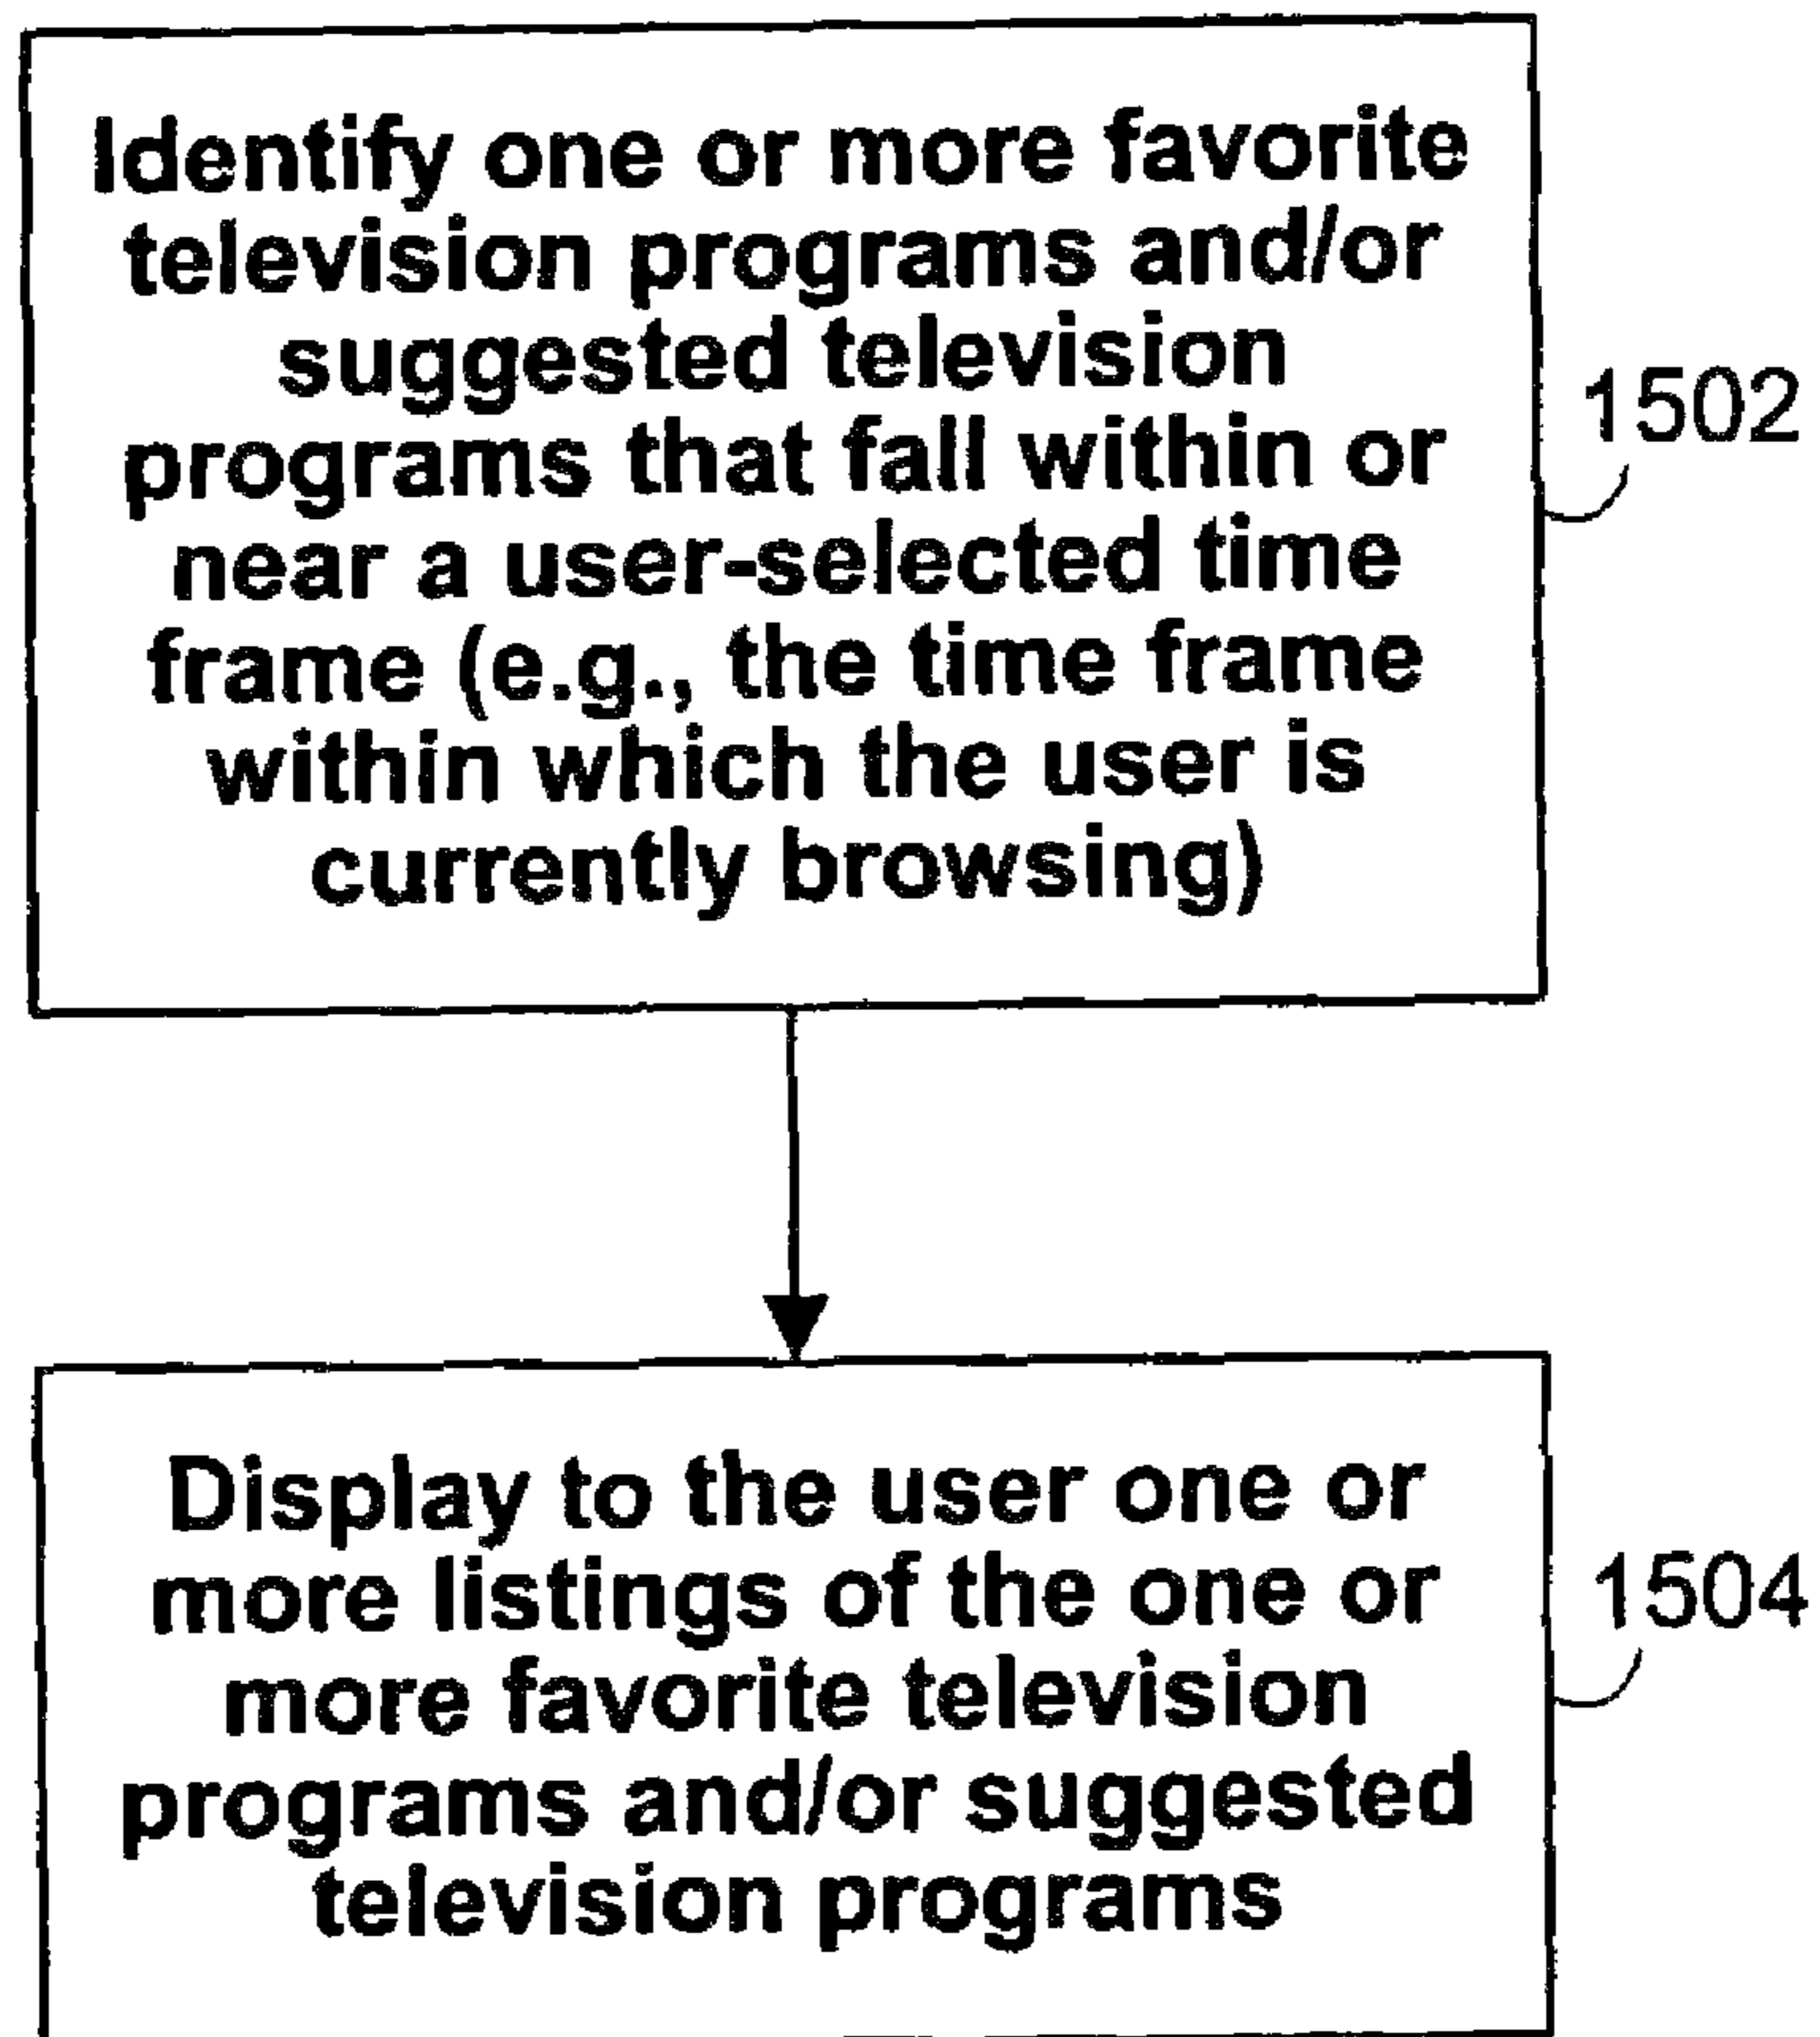 Identify one or more favorite
television programs and/or
suggested television
programs that fall within or
near a user-selected time
frame (e.g., the time frame
within which the user is
currently browsing)
1502
Display to the user one or
more listings of the one or
more favorite television
programs and/or suggested
television programs
1504